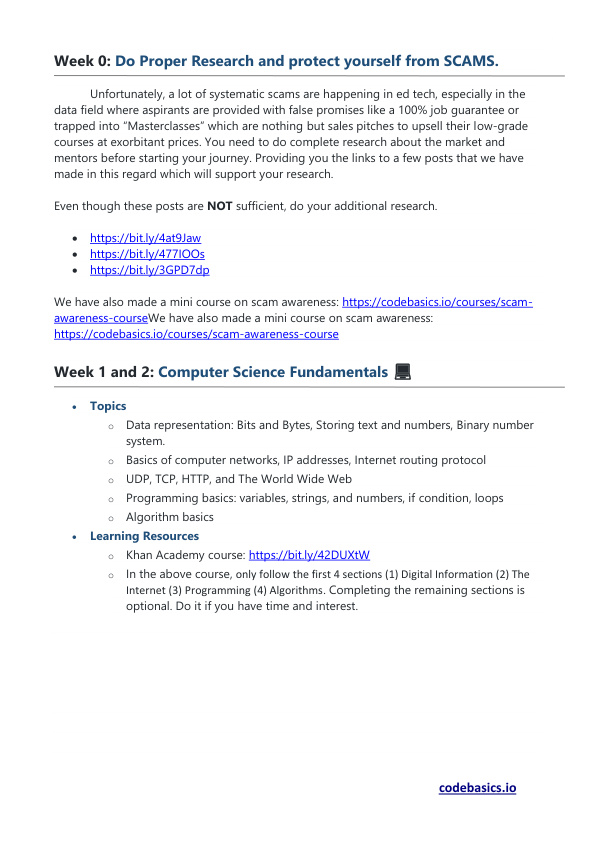 Week 0: Do Proper Research and protect yourself from SCAMS.
Unfortunately, a lot of systematic scams are happening in ed tech, especially in the
data field where aspirants are provided with false promises like a 100% job guarantee or
trapped into “Masterclasses” which are nothing but sales pitches to upsell their low-grade
courses at exorbitant prices. You need to do complete research about the market and
mentors before starting your journey. Providing you the links to a few posts that we have
made in this regard which will support your research.
Even though these posts are NOT sufficient, do your additional research.
• https://bit.ly/4at9Jaw
• https://bit.ly/477IOOs
• https://bit.ly/3GPD7dp
We have also made a mini course on scam awareness: https://codebasics.io/courses/scam-
awareness-courseWe have also made a mini course on scam awareness:
https://codebasics.io/courses/scam-awareness-course
Week 1 and 2: Computer Science Fundamentals
• Topics
o Data representation: Bits and Bytes, Storing text and numbers, Binary number
system.
o Basics of computer networks, IP addresses, Internet routing protocol
o UDP, TCP, HTTP, and The World Wide Web
o Programming basics: variables, strings, and numbers, if condition, loops
o Algorithm basics
• Learning Resources
o Khan Academy course: https://bit.ly/42DUXtW
o In the above course, only follow the first 4 sections (1) Digital Information (2) The
Internet (3) Programming (4) Algorithms. Completing the remaining sections is
optional. Do it if you have time and interest.
codebasics.io